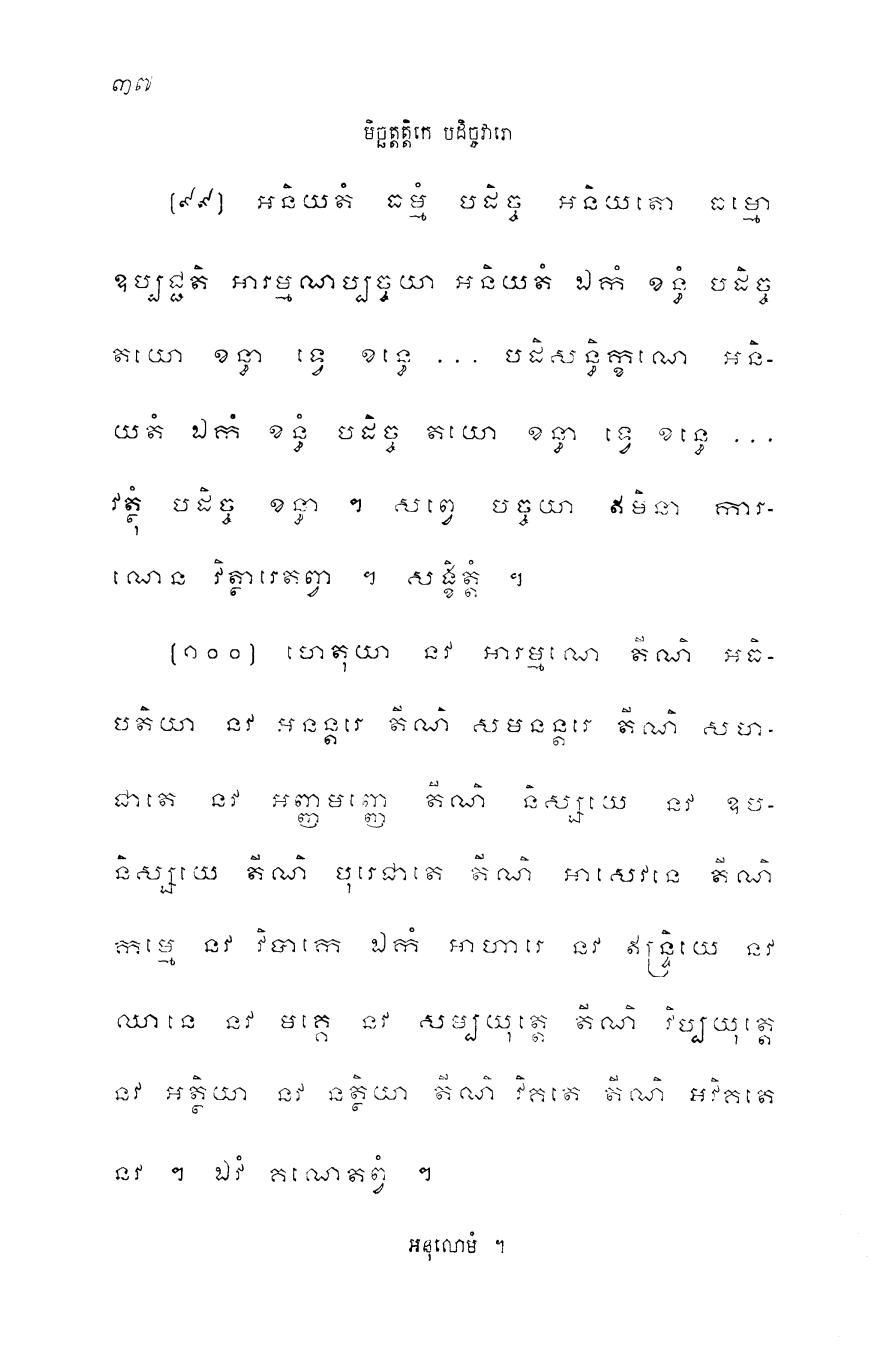 ៣៧
មិច្ឆត្តត្តិកេ បដិច្ចវារោ
(៩៩) អនិយតំ ធម្មំ បដិច្ច អនិយតោ ធម្មោ
ឧប្បជ្ជតិ អារម្មណប្បច្ចយា អនិយតំ ឯកំ ខន្ធំ បដិច្ច
តយោ ខន្ធា ទ្វេ ខន្ធេ ... បដិសន្ធិក្ខណេ អនិ-
យតំ ឯកំ ខន្ធំ បដិច្ច តយោ ខន្ធា ទ្វេ ខន្ធេ ...
វត្ថុំ បដិច្ច ខន្ធា ។ សព្វេ បច្ចយា ឥមិនា ការ-
ណេន វិត្ថារេតព្វា ។ សង្ខិត្តំ ។
(១០០) ហេតុយា នវ អារម្មណេ តីណិ អធិ-
បតិយា នវ អនន្តរេ តីណិ សមនន្តរេ តីណិ សហ-
ជាតេ នវ អញ្ញមញ្ញេ តីណិ និស្សយេ នវ ឧប-
និស្សយេ តីណិ បុរេជាតេ តីណិ អាសេវនេ តីណិ
កម្មេ នវ វិបាកេ ឯកំ អាហារេ នវ ឥន្ទ្រិយេ នវ
ឈានេ នវ មគ្គេ នវ សម្បយុត្តេ តីណិ វិប្បយុត្តេ
នវ អត្ថិយា នវ នត្ថិយា តីណិ វិគតេ តីណិ អវិគតេ
នវ ។ ឯវំ គណេតព្វំ ។
អនុលោមំ ។